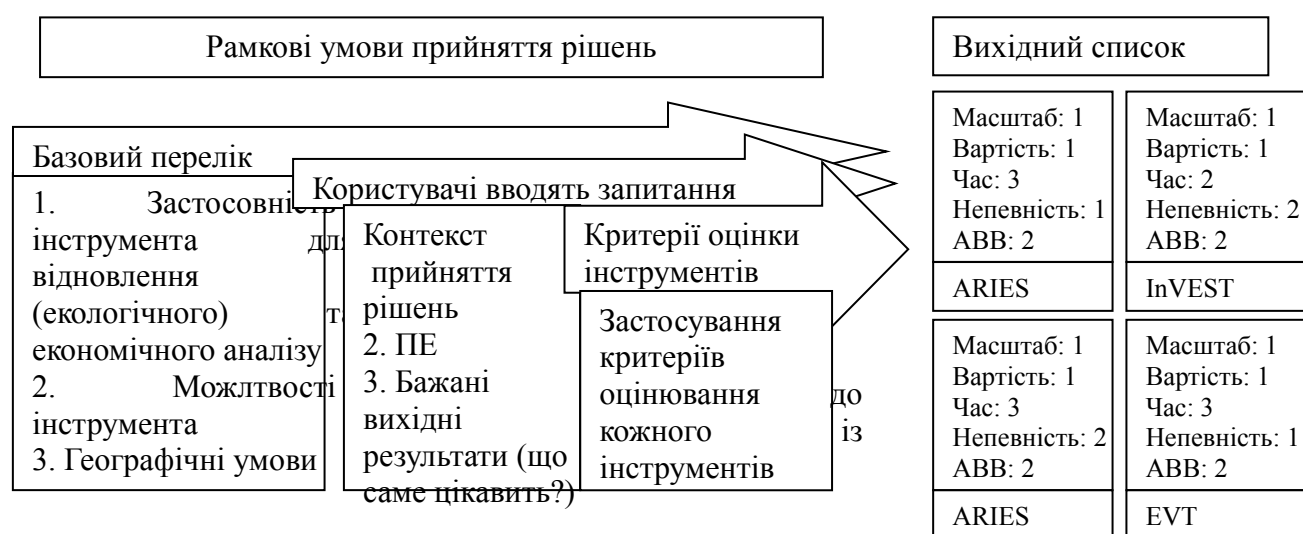 Рамкові умови прийняття рішень
Вихідний список
Базовий перелік
1. Застосовність
інструмента для
відновлення
(екологічного) та
економічного аналізу
2. Можлтвості
інструмента
3. Географічні умови
Користувачі вводять запитання
Контекст
прийняття
рішень
2. ПЕ
3. Бажані
вихідні
результати (що
саме цікавить?)
Критерії оцінки
інструментів
Застосування
критеріїв
оцінювання до
кожного із
інструментів
Масштаб: 1
Вартість: 1
Час: 3
Непевність: 1
АВВ: 2
ARIES
Масштаб: 1
Вартість: 1
Час: 2
Непевність: 2
АВВ: 2
InVEST
Масштаб: 1
Вартість: 1
Час: 3
Непевність: 2
АВВ: 2
ARIES
Масштаб: 1
Вартість: 1
Час: 3
Непевність: 1
АВВ: 2
EVT